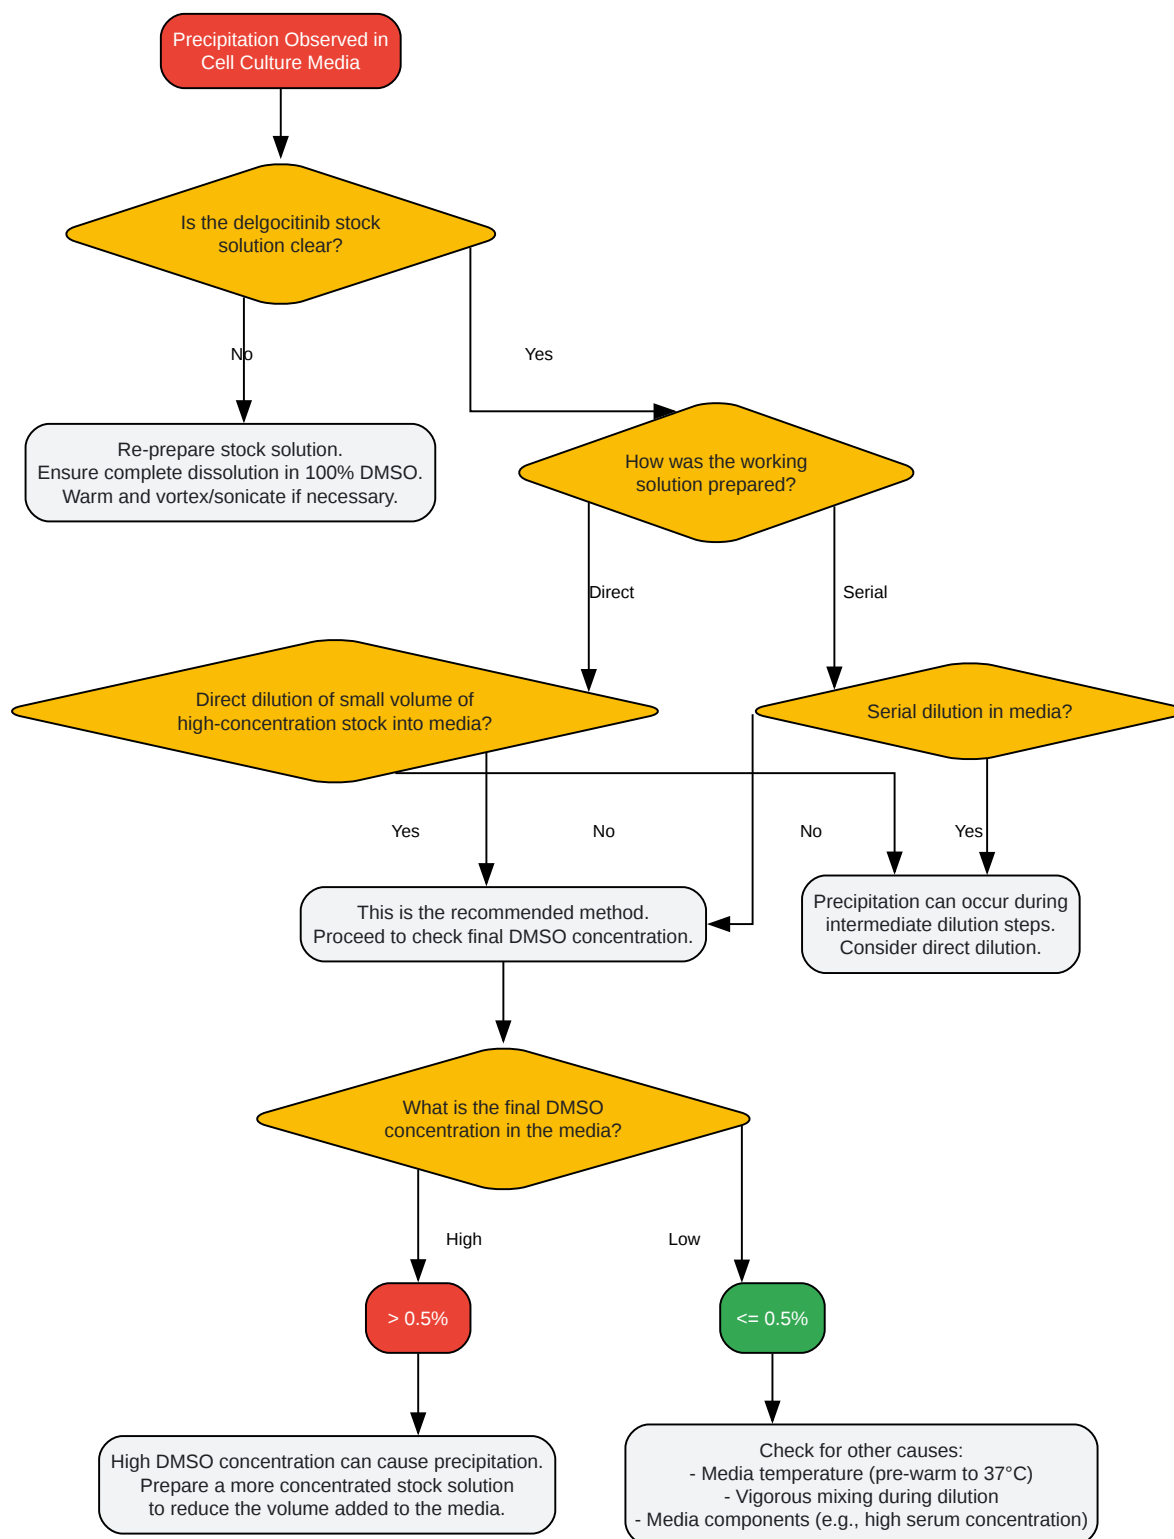 Precipitation Observed in
Cell Culture Media
Is the delgocitinib stock
solution clear?
No
Yes
Re-prepare stock solution.
Ensure complete dissolution in 100% DMSO.
Warm and vortex/sonicate if necessary.
How was the working
solution prepared?
Direct
Serial
Direct dilution of small volume of
high-concentration stock into media?
Serial dilution in media?
Yes
No
No
Yes
This is the recommended method.
Proceed to check final DMSO concentration.
Precipitation can occur during
intermediate dilution steps.
Consider direct dilution.
What is the final DMSO
concentration in the media?
High
Low
> 0.5%
<= 0.5%
High DMSO concentration can cause precipitation.
Prepare a more concentrated stock solution
to reduce the volume added to the media.
Check for other causes:
- Media temperature (pre-warm to 37°C)
- Vigorous mixing during dilution
- Media components (e.g., high serum concentration)